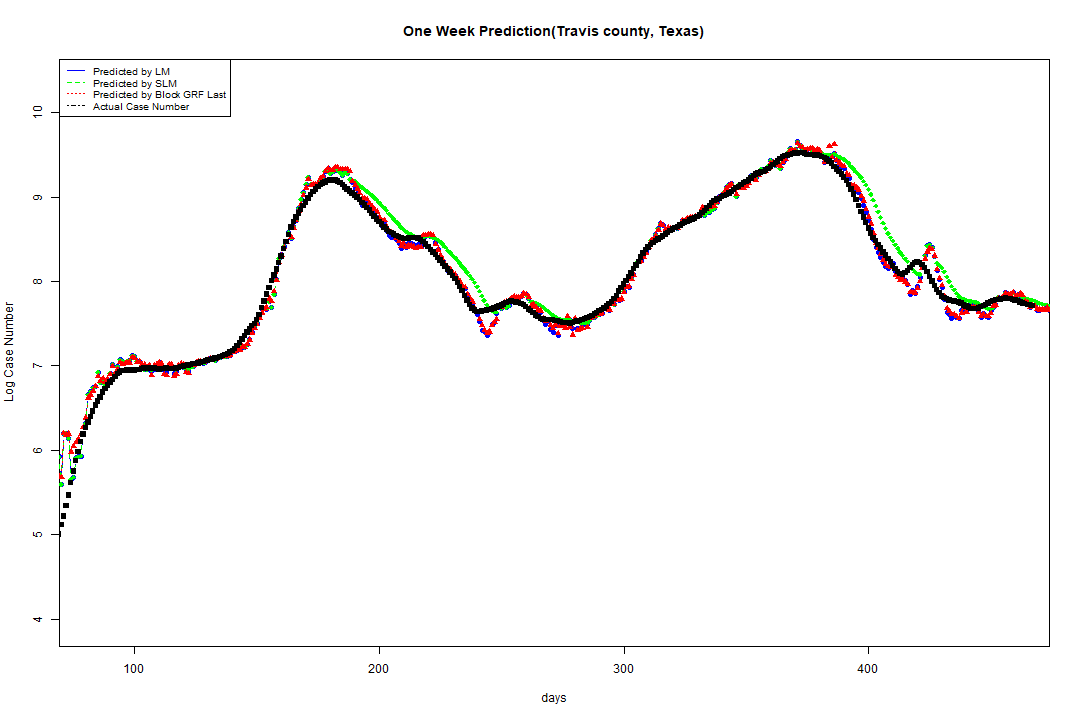 One Week Prediction(Travis county, Texas)
Predicted by LM
Predicted by SLM
Predicted by Block GRF Last
Actual Case Number
Log Case Number
10
9
8
7
6
5
4
100 200 300 400
days